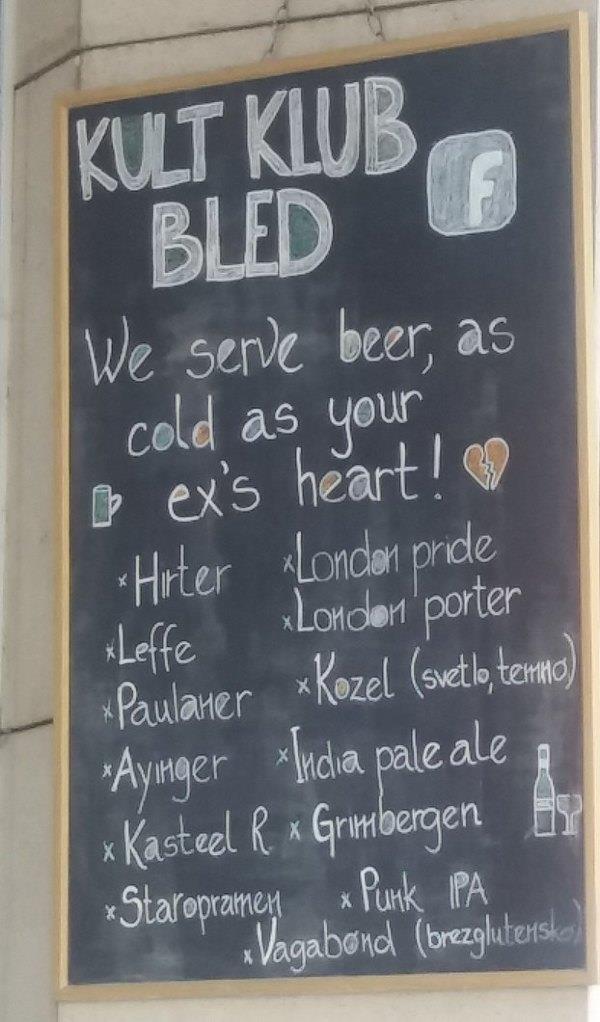 KULT KLUB
BLED
f
We serve beer, as
cold as your
ex's heart!
x Hirter
x Leffe
x Paulaner
x Ayinger
x Kasteel R
x Staropramen
x London pride
x London porter
x Kozel (svetlo, temno)
x India pale ale
x Grimbergen
x Punk IPA
x Vagabond (brezglutensko)